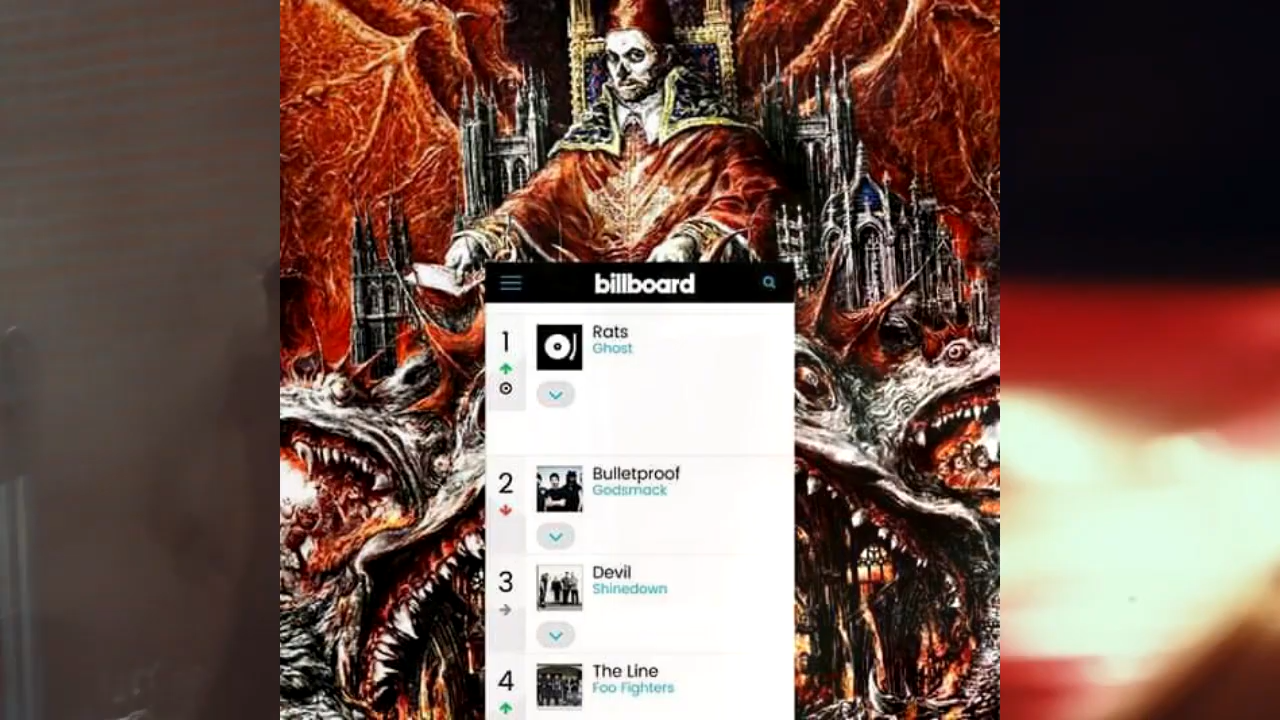 billboard
1
Rats
Ghost
2
Bulletproof
Godsmack
3
Devil
Shinedown
4
The Line
Foo Fighters